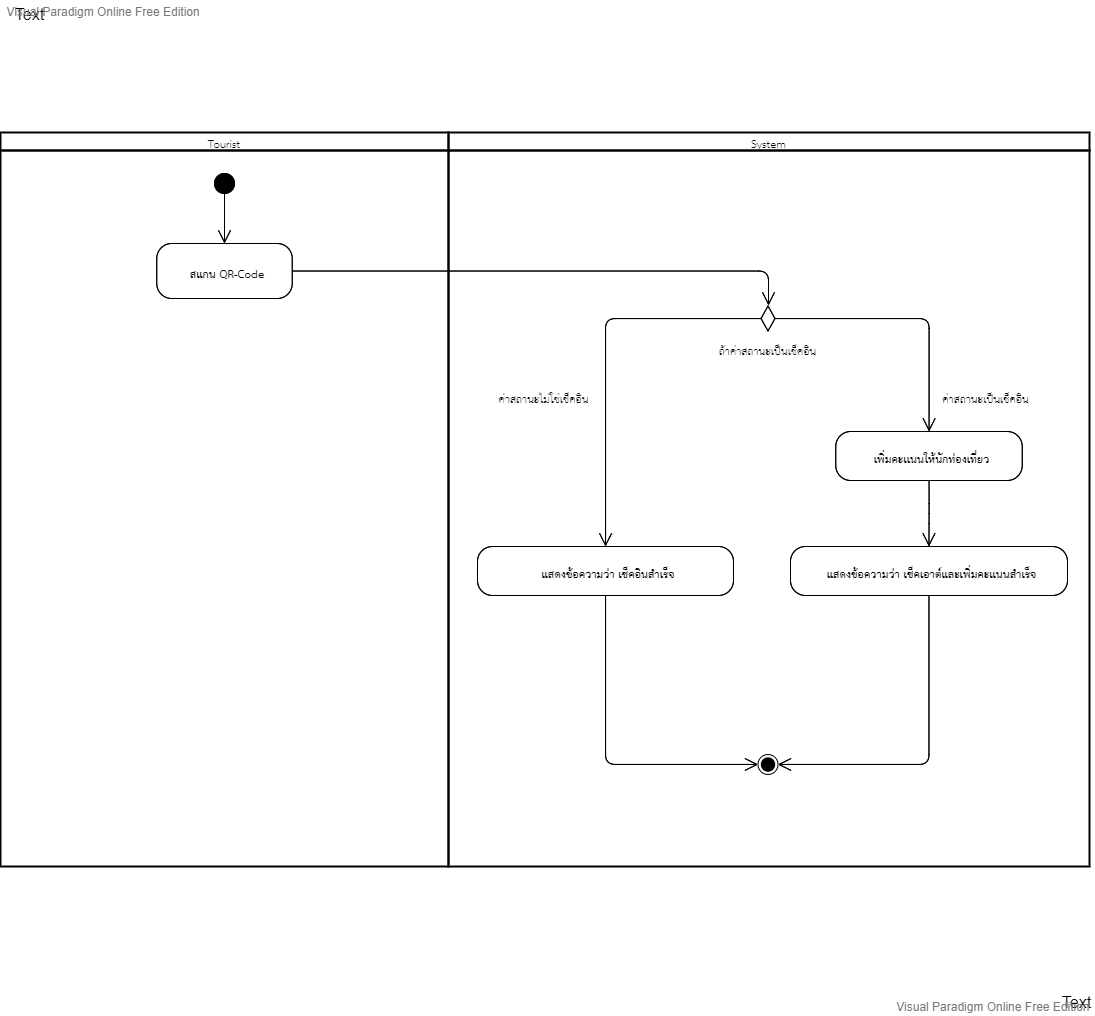 Visual Paradigm Online Free Edition
Text
Tourist
System
สแกน QR-Code
ถ้าค่าสถานะเป็นเช็คอิน
ค่าสถานะไม่ใช่เช็คอิน
ค่าสถานะเป็นเช็คอิน
เพิ่มคะแนนให้นักท่องเที่ยว
แสดงข้อความว่า เช็คอินสำเร็จ
แสดงข้อความว่า เช็คเอาต์และเพิ่มคะแนนสำเร็จ
Text
Visual Paradigm Online Free Edition